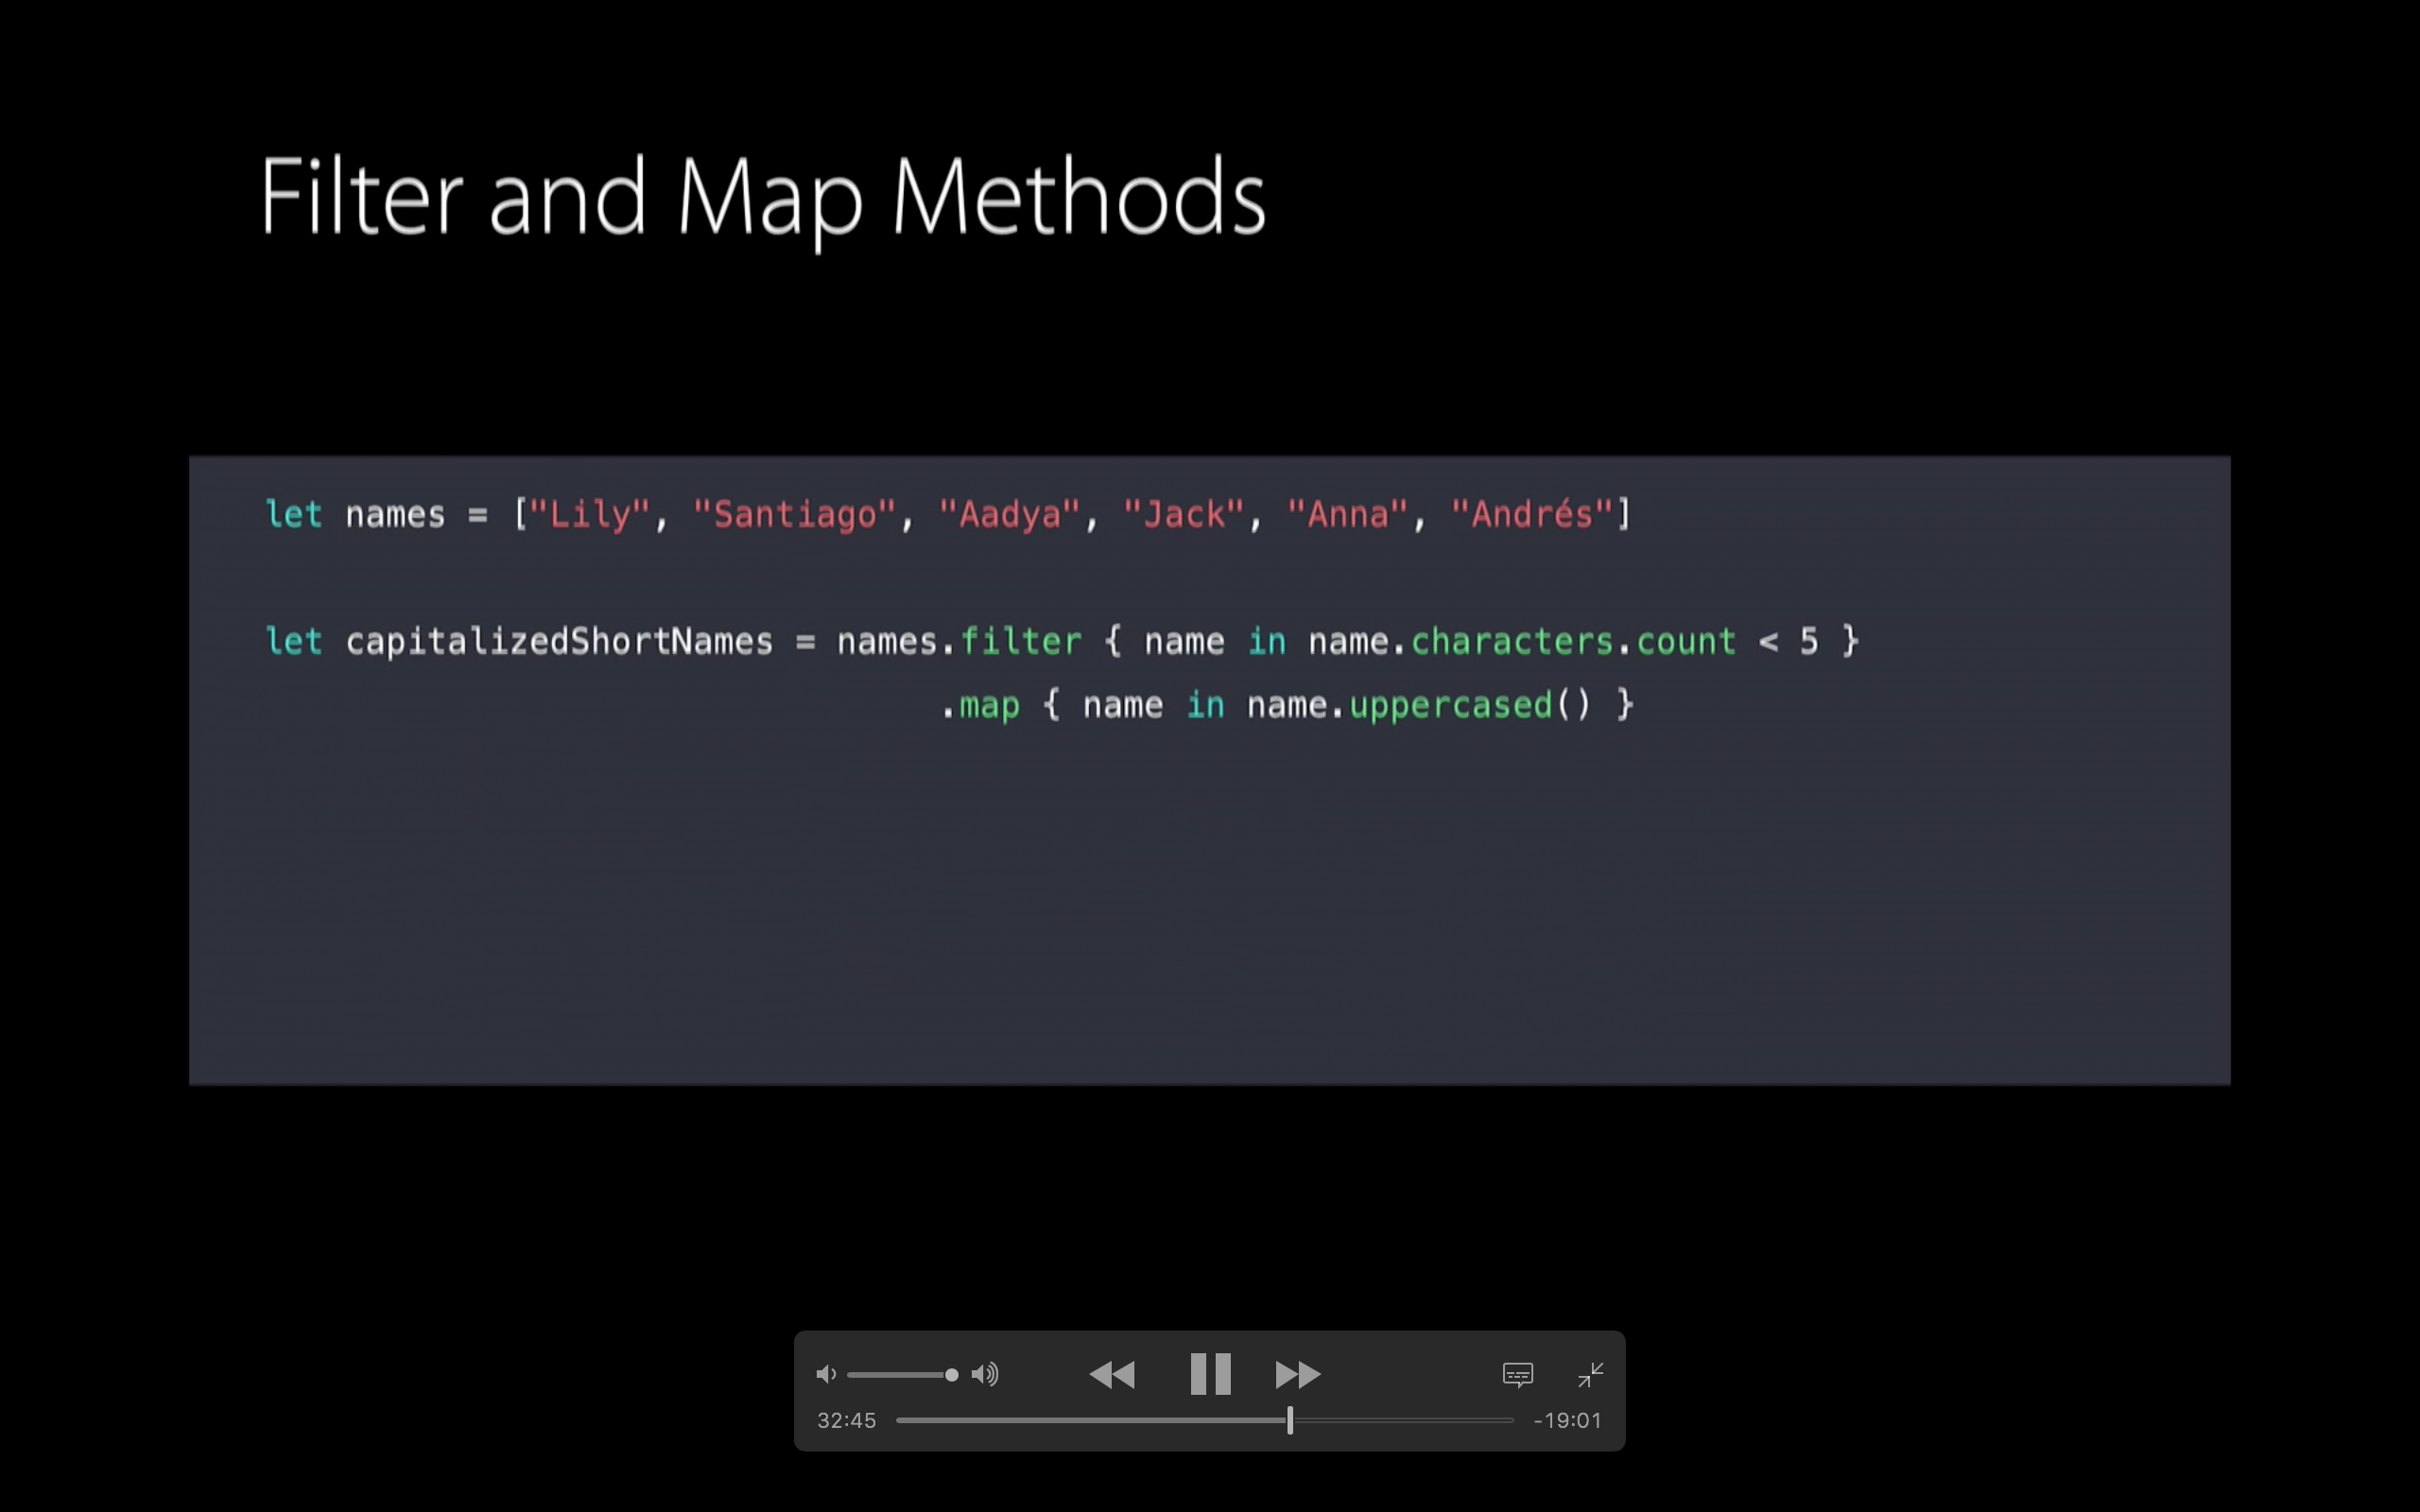 Filter and Map Methods
let names = ["Lily", "Santiago", "Aadya", "Jack", "Anna", "Andrés"]
let capitalizedShortNames = names.filter { name in name.characters.count < 5 }
.map { name in name.uppercased() }
32:45
-19:01